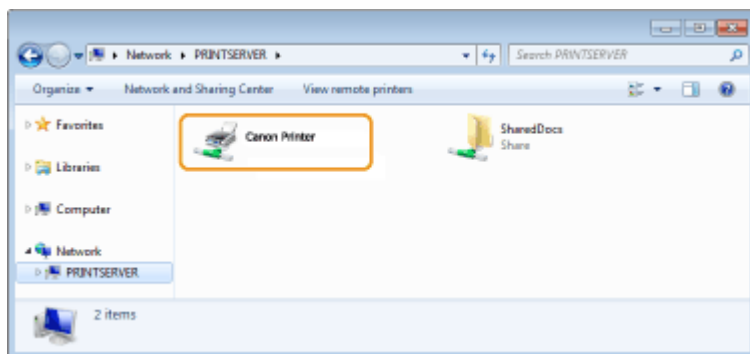 Network ▸ PRINTSERVER ▸
Search PRINTSERVER
Organize
Network and Sharing Center
View remote printers
Favorites
Libraries
Computer
Network
PRINTSERVER
Canon Printer
SharedDocs
Share
2 items